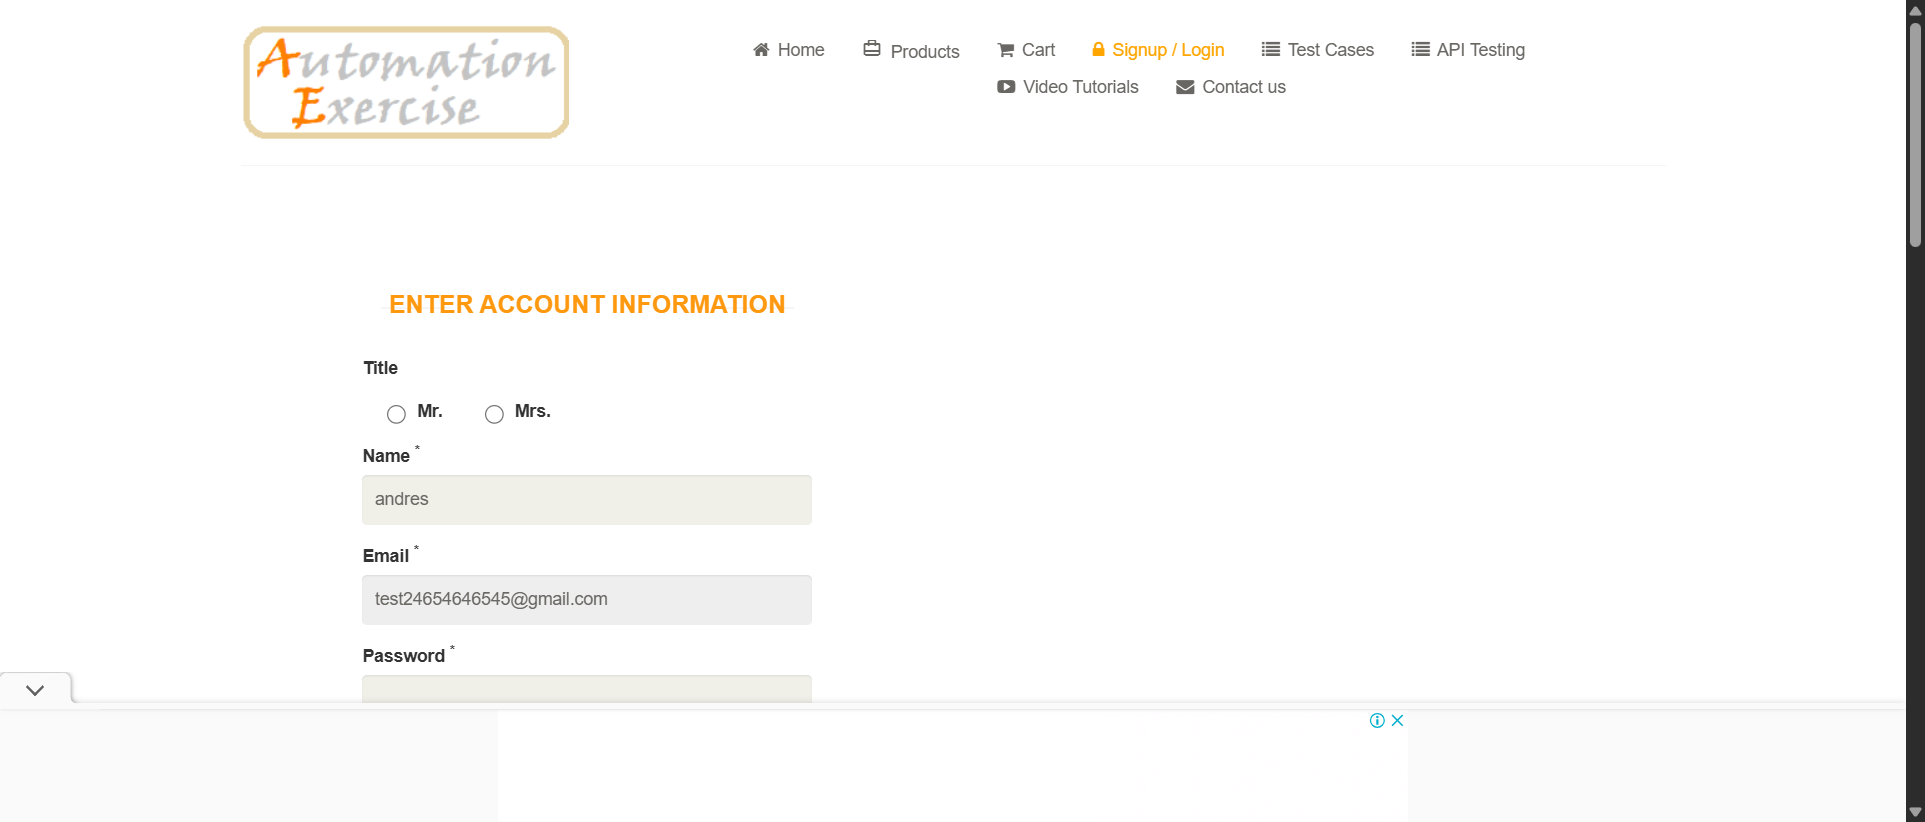 Automation
Exercise
Home Products Cart Signup / Login Test Cases API Testing
Video Tutorials Contact us
ENTER ACCOUNT INFORMATION
Title
Mr. Mrs.
Name *
andres
Email *
test24654646545@gmail.com
Password *